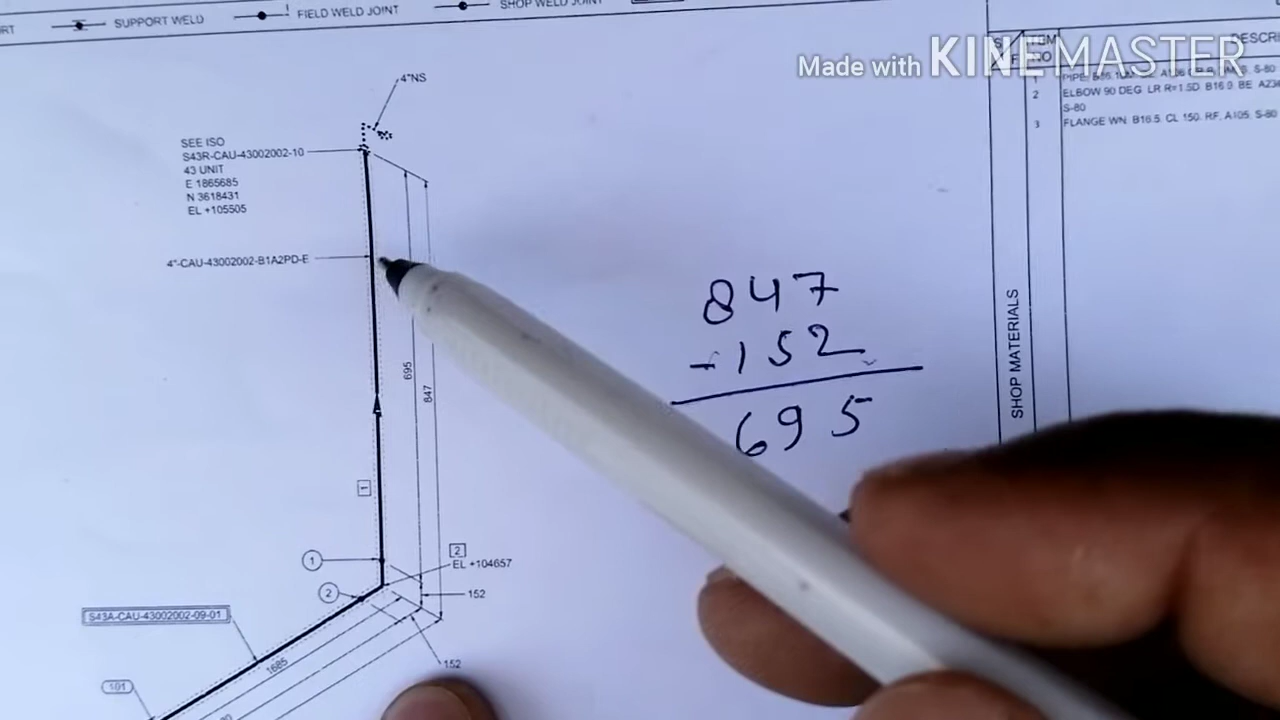 SUPPORT WELD
FIELD WELD JOINT
SHOP WELD JOINT
Made with KINEMASTER
4"NS
SEE ISO
S43R-CAU-43002002-10
43 UNIT
E 1865685
N 3618431
EL +105505
4"-CAU-43002002-B1A2PD-E
695
847
1
1
2
EL +104657
2
152
S43A-CAU-43002002-09-01
1685
152
101
847
-152
695
NO
1
2
ELBOW 90 DEG LR R=1.5D. B16.9. BE
S-80
3
FLANGE WN. B16.5. CL 150. RF. A105. S-80
SHOP MATERIALS